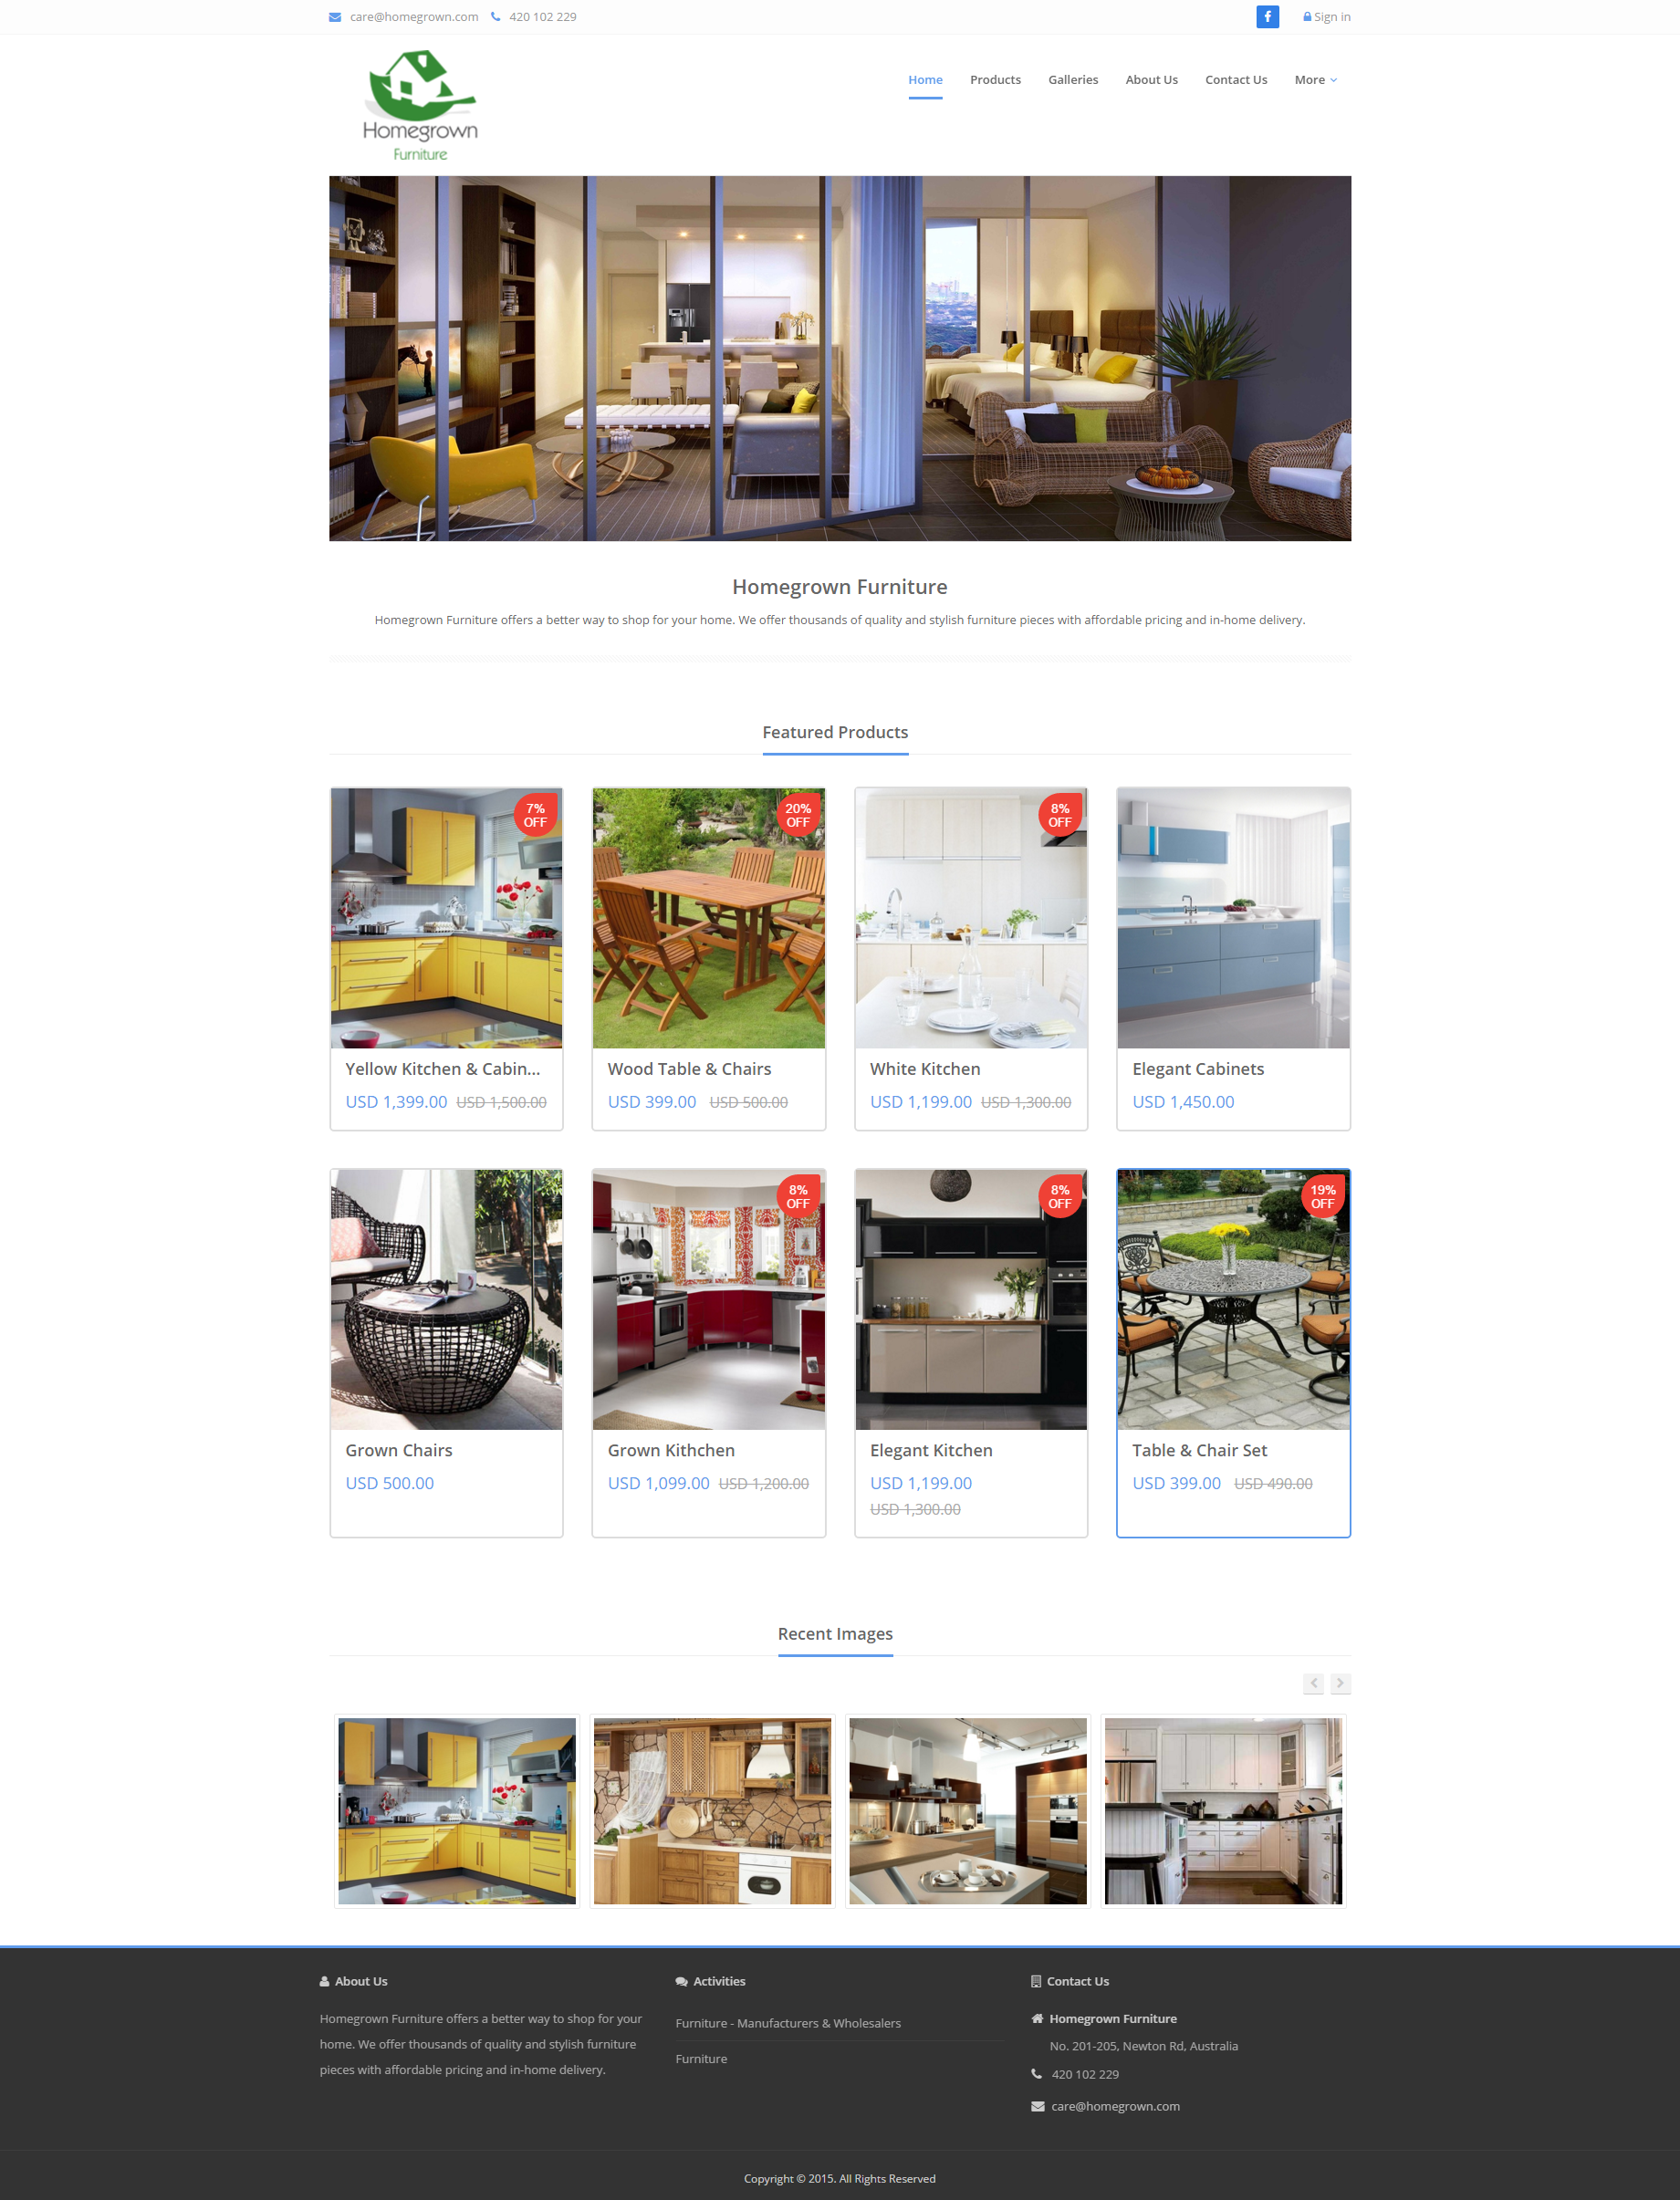 care@homegrown.com 420 102 229 Sign in
Homegrown
Furniture
Home Products Galleries About Us Contact Us More
Homegrown Furniture
Homegrown Furniture offers a better way to shop for your home. We offer thousands of quality and stylish furniture pieces with affordable pricing and in-home delivery.
Featured Products
7%
OFF
20%
OFF
8%
OFF
Yellow Kitchen & Cabin...
USD 1,399.00 USD 1,500.00
Wood Table & Chairs
USD 399.00 USD 500.00
White Kitchen
USD 1,199.00 USD 1,300.00
Elegant Cabinets
USD 1,450.00
8%
OFF
8%
OFF
19%
OFF
Grown Chairs
USD 500.00
Grown Kithchen
USD 1,099.00 USD 1,200.00
Elegant Kitchen
USD 1,199.00
USD 1,300.00
Table & Chair Set
USD 399.00 USD 490.00
Recent Images
About Us
Homegrown Furniture offers a better way to shop for your
home. We offer thousands of quality and stylish furniture
pieces with affordable pricing and in-home delivery.
Activities
Furniture - Manufacturers & Wholesalers
Furniture
Contact Us
Homegrown Furniture
No. 201-205, Newton Rd, Australia
420 102 229
care@homegrown.com
Copyright © 2015. All Rights Reserved